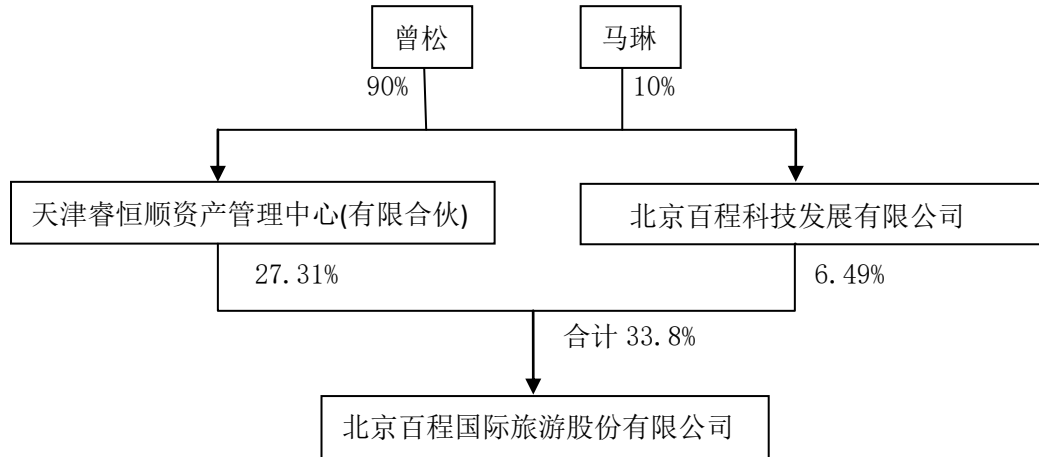 曾松
马琳
90%
10%
天津睿恒顺资产管理中心(有限合伙)
北京百程科技发展有限公司
27.31%
6.49%
合计 33.8%
北京百程国际旅游股份有限公司